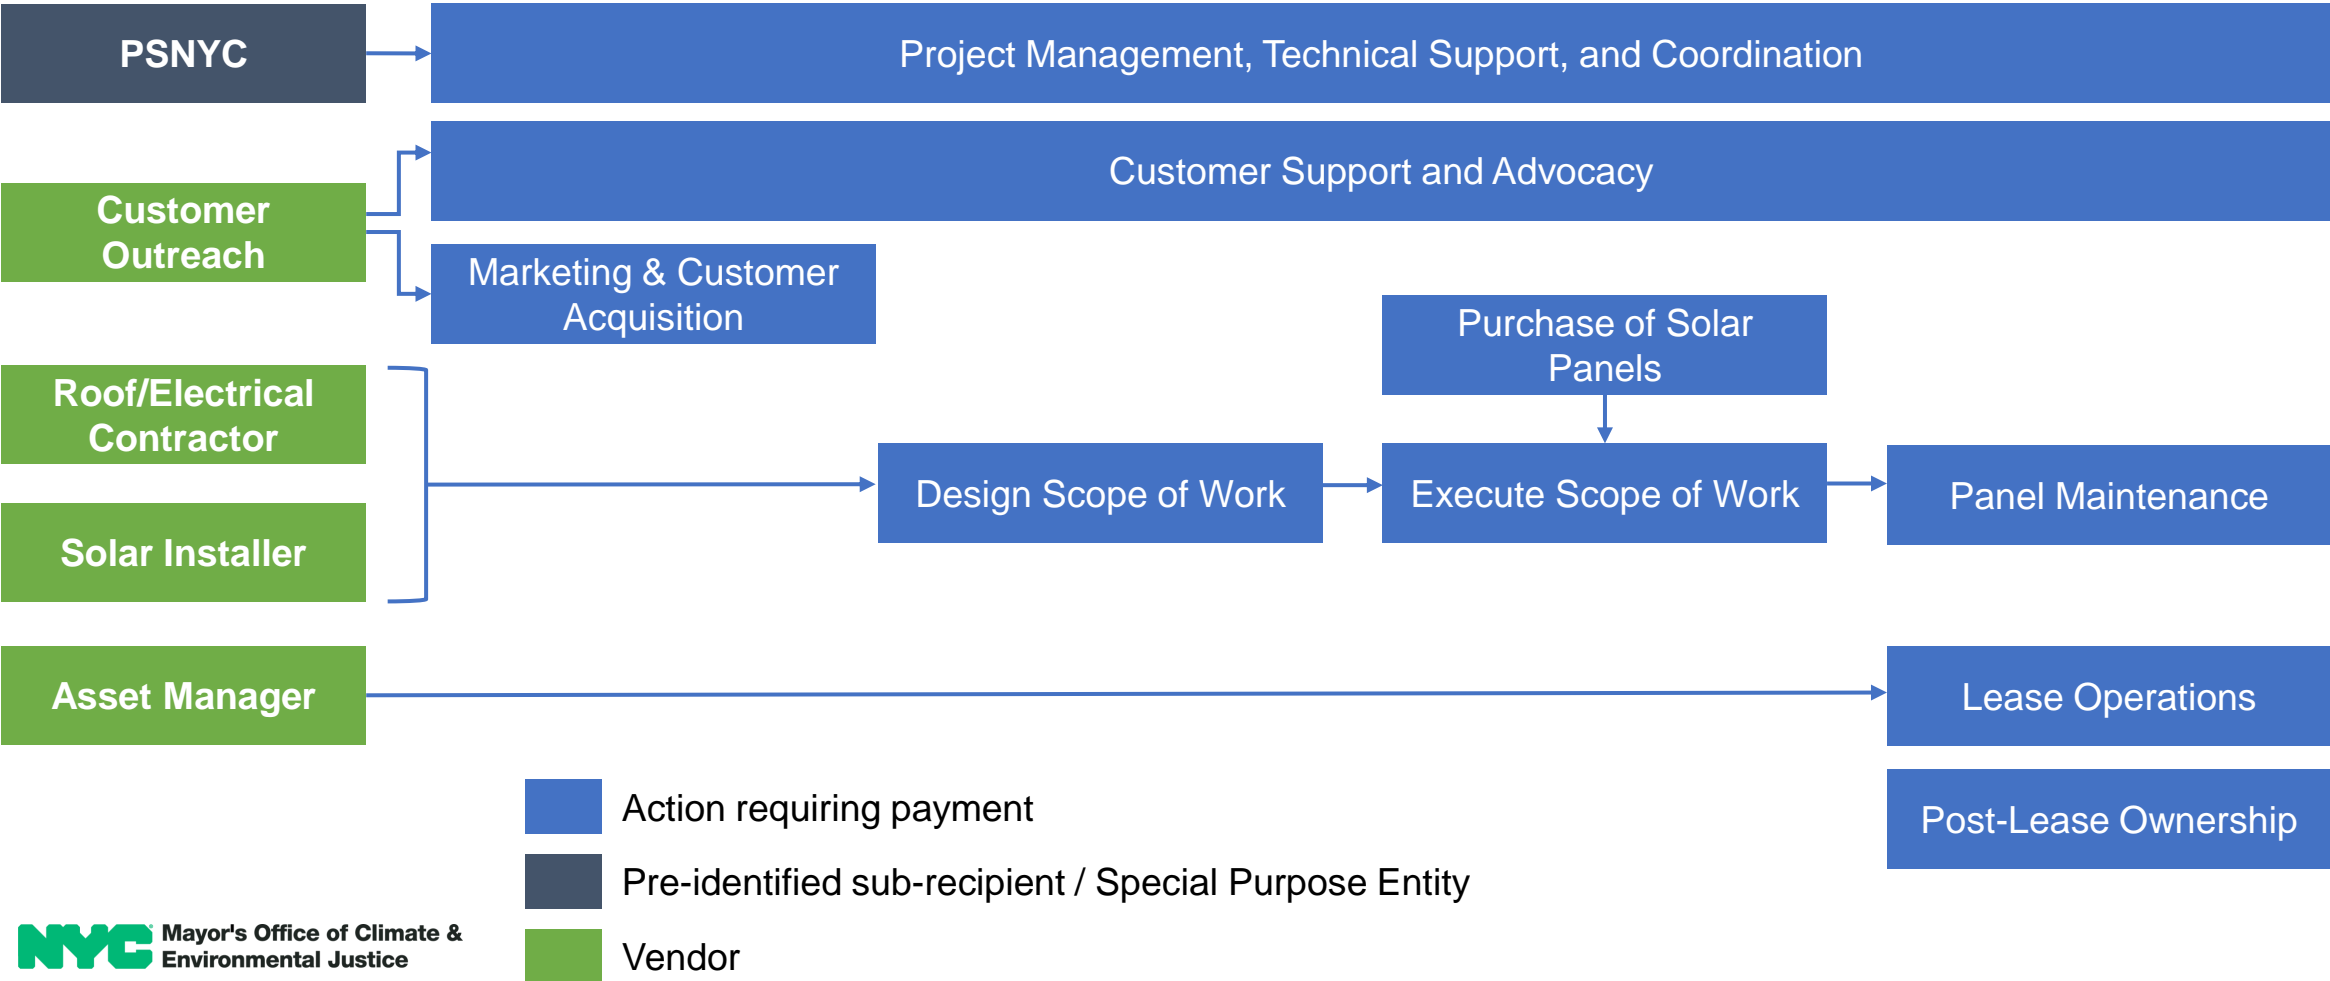 PSNYC
Project Management, Technical Support, and Coordination
Customer Support and Advocacy
Customer
Outreach
Marketing & Customer
Acquisition
Purchase of Solar
Panels
Roof/Electrical
Contractor
Design Scope of Work
Execute Scope of Work
Panel Maintenance
Solar Installer
Asset Manager
Lease Operations
Post-Lease Ownership
Action requiring payment
Pre-identified sub-recipient / Special Purpose Entity
Vendor
NYC
Mayor's Office of Climate &
Environmental Justice